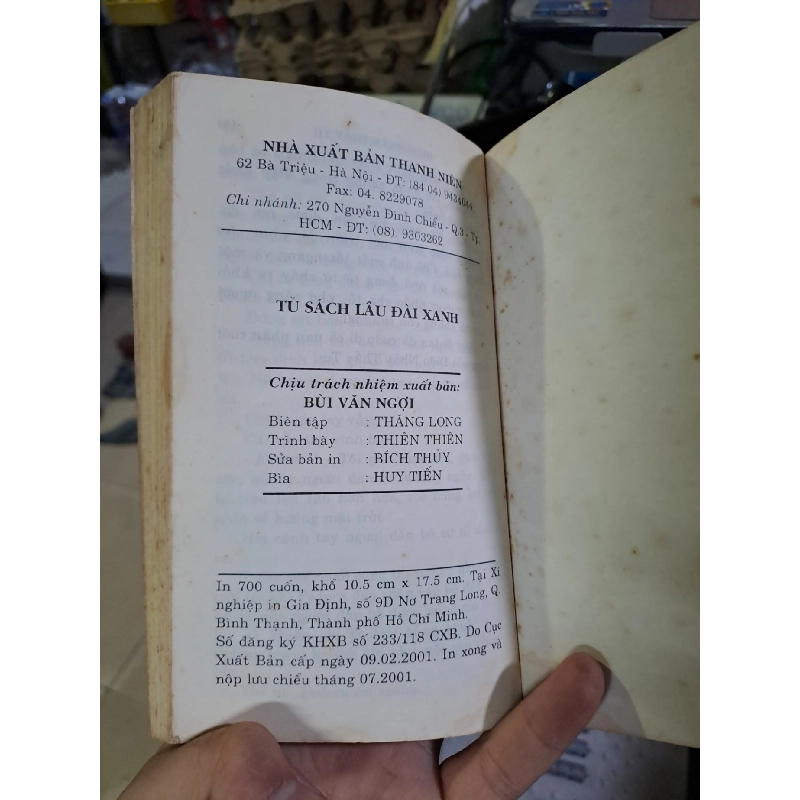 NHÀ XUẤT BẢN THANH NIÊN
62 Bà Triệu - Hà Nội - ĐT: (84 04) 9434044
Fax: 04. 8229078
Chi nhánh: 270 Nguyễn Đình Chiểu - Q.3 - Tp.
HCM - ĐT: (08). 9303262
TỦ SÁCH LÂU ĐÀI XANH
Chịu trách nhiệm xuất bản:
BÙI VĂN NGỢI
Biên tập : THĂNG LONG
Trình bày : THIÊN THIÊN
Sửa bản in : BÍCH THỦY
Bìa : HUY TIẾN
In 700 cuốn, khổ 10.5 cm x 17.5 cm. Tại Xí
nghiệp in Gia Định, số 9D Nơ Trang Long, Q.
Bình Thạnh, Thành phố Hồ Chí Minh.
Số đăng ký KHXB số 233/118 CXB. Do Cục
Xuất Bản cấp ngày 09.02.2001. In xong và
nộp lưu chiểu tháng 07.2001.